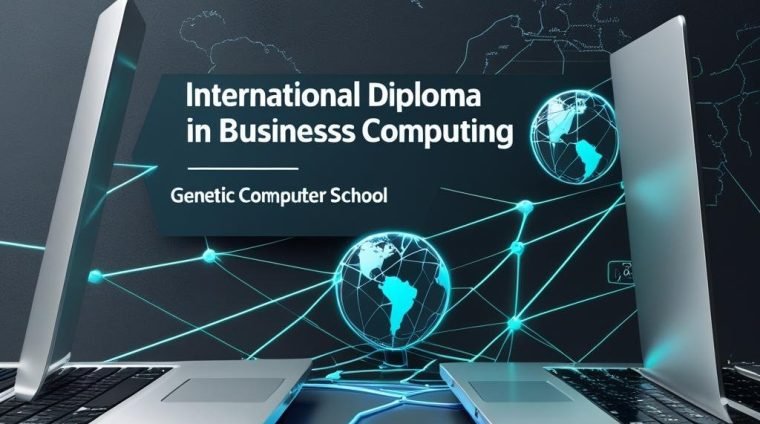 International Diploma
in Businesss Computing
Genetic Computer School